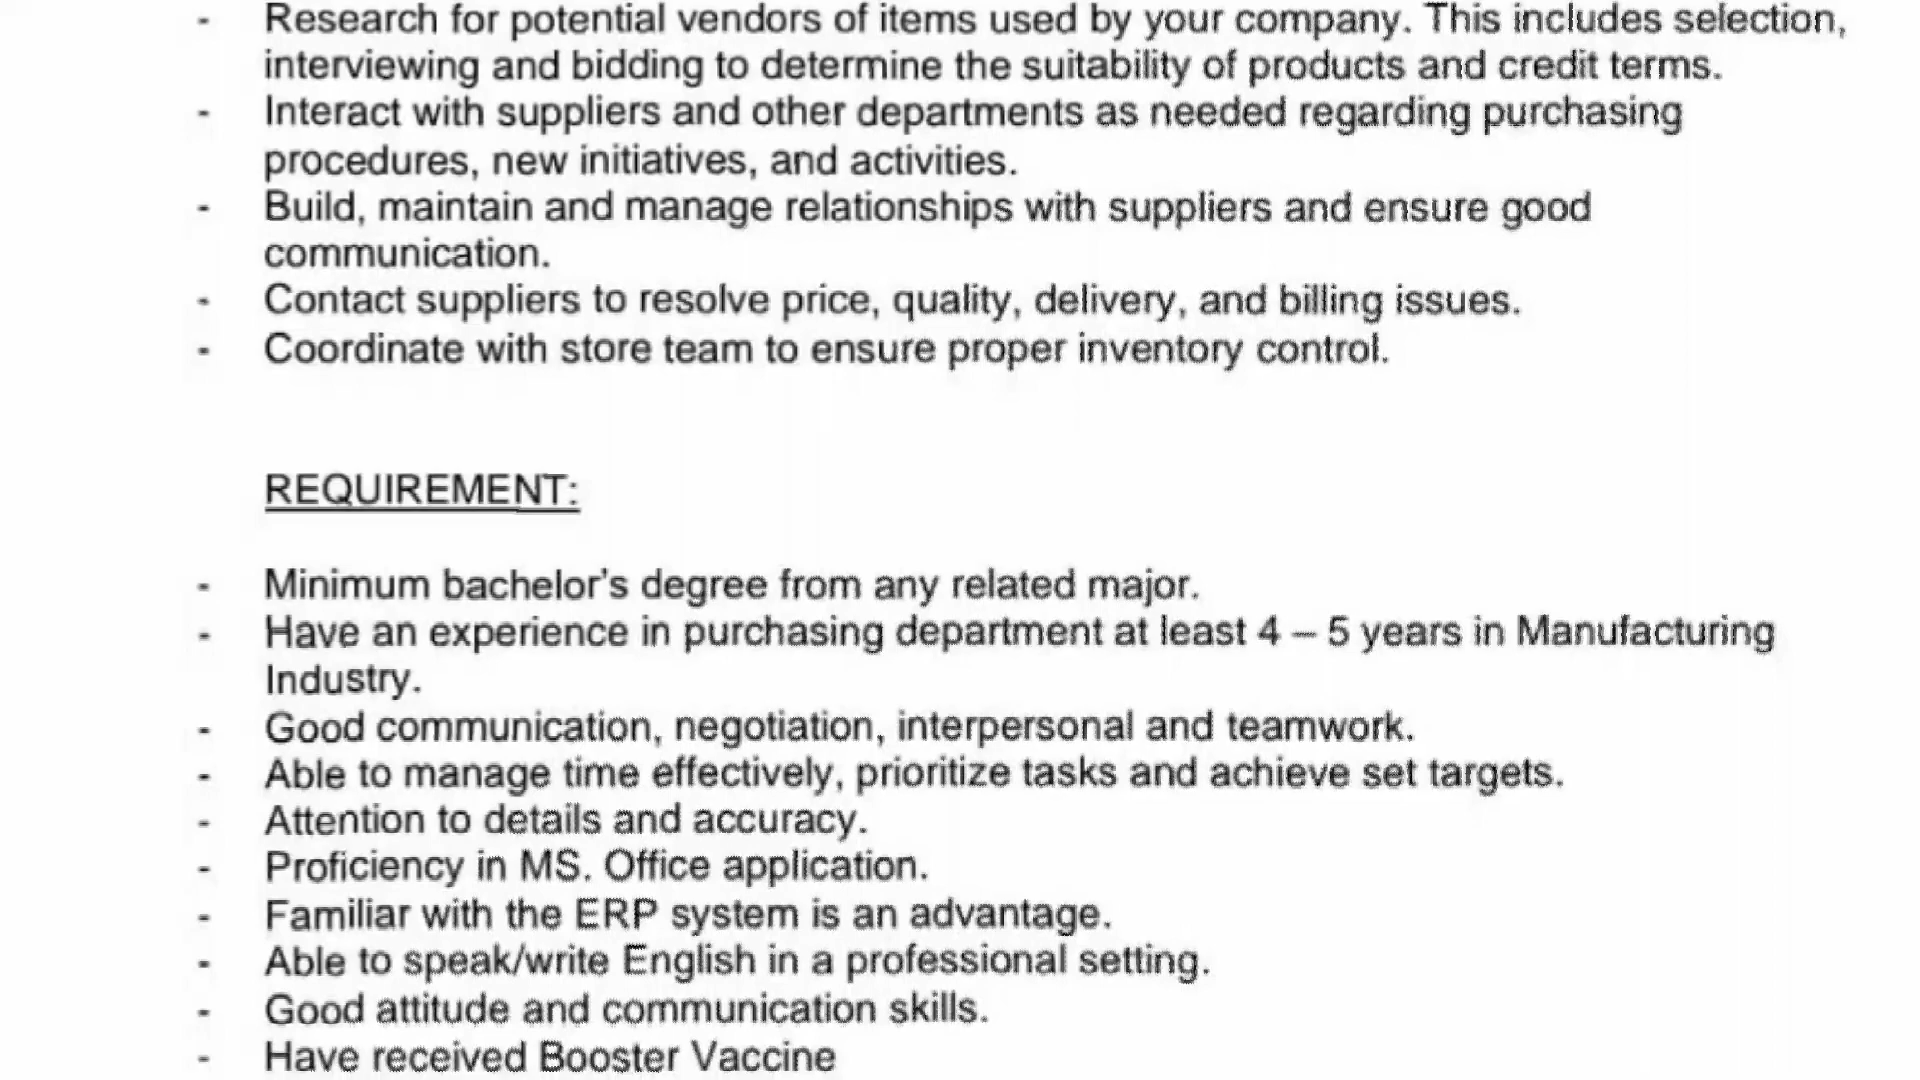 - Research for potential vendors of items used by your company. This includes selection,
interviewing and bidding to determine the suitability of products and credit terms.
- Interact with suppliers and other departments as needed regarding purchasing
procedures, new initiatives, and activities.
- Build, maintain and manage relationships with suppliers and ensure good
communication.
- Contact suppliers to resolve price, quality, delivery, and billing issues.
- Coordinate with store team to ensure proper inventory control.
REQUIREMENT:
- Minimum bachelor's degree from any related major.
- Have an experience in purchasing department at least 4 – 5 years in Manufacturing
Industry.
- Good communication, negotiation, interpersonal and teamwork.
- Able to manage time effectively, prioritize tasks and achieve set targets.
- Attention to details and accuracy.
- Proficiency in MS. Office application.
- Familiar with the ERP system is an advantage.
- Able to speak/write English in a professional setting.
- Good attitude and communication skills.
- Have received Booster Vaccine